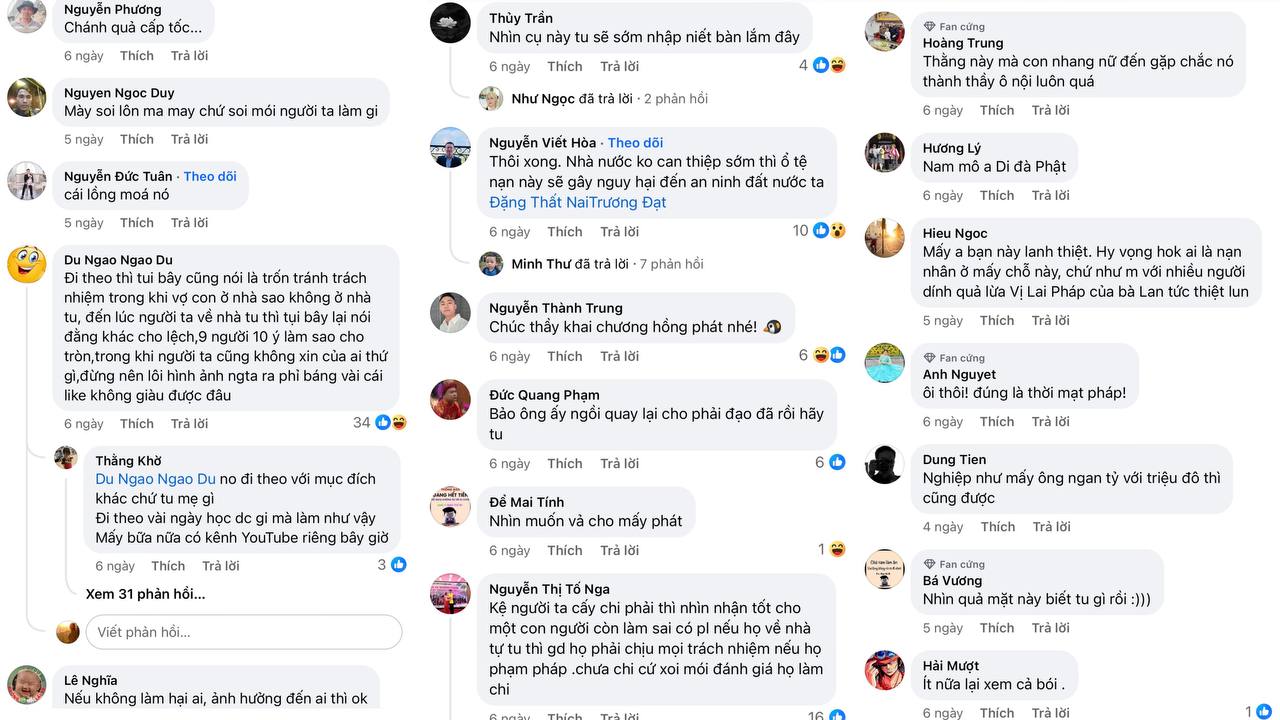 Nguyễn Phương
Chánh quả cấp tốc...
6 ngày Thích Trả lời
Nguyen Ngoc Duy
Mày soi lôn ma may chứ soi mói người ta làm gi
5 ngày Thích Trả lời
Nguyễn Đức Tuân · Theo dõi
cái lồng moá nó
5 ngày Thích Trả lời
Du Ngao Ngao Du
Đi theo thì tui bây cũng nói là trốn tránh trách
nhiệm trong khi vợ con ở nhà sao không ở nhà
tu, đến lúc người ta về nhà tu thì tụi bây lại nói
đằng khác cho lệch,9 người 10 ý làm sao cho
tròn,trong khi người ta cũng không xin của ai thứ
gì,đừng nên lôi hình ảnh ngta ra phỉ báng vài cái
like không giàu được đâu
6 ngày Thích Trả lời 34
Thằng Khờ
Du Ngao Ngao Du no đi theo với mục đích
khác chứ tu mẹ gì
Đi theo vài ngày học dc gi mà làm như vậy
Mấy bữa nữa có kênh YouTube riêng bây giờ
6 ngày Thích Trả lời 3
Xem 31 phản hồi...
Viết phản hồi...
Lê Nghĩa
Nếu không làm hại ai, ảnh hưởng đến ai thì ok
Thủy Trần
Nhìn cụ này tu sẽ sớm nhập niết bàn lắm đây
6 ngày Thích Trả lời 4
Như Ngọc đã trả lời · 2 phản hồi
Nguyễn Viết Hòa · Theo dõi
Thôi xong. Nhà nước ko can thiệp sớm thì ổ tệ
nạn này sẽ gây nguy hại đến an ninh đất nước ta
Đặng Thất NaiTrương Đạt
6 ngày Thích Trả lời 10
Minh Thư đã trả lời · 7 phản hồi
Nguyễn Thành Trung
Chúc thầy khai chương hồng phát nhé! 🐧
6 ngày Thích Trả lời 6
Đức Quang Phạm
Bảo ông ấy ngồi quay lại cho phải đạo đã rồi hãy
tu
6 ngày Thích Trả lời 6
Để Mai Tính
Nhìn muốn vả cho mấy phát
6 ngày Thích Trả lời 1
Nguyễn Thị Tố Nga
Kệ người ta cấy chi phải thì nhìn nhận tốt cho
một con người còn làm sai có pl nếu họ về nhà
tự tu thì gd họ phải chịu mọi trách nhiệm nếu họ
phạm pháp .chưa chi cứ xoi mói đánh giá họ làm
chi
6 ngày Thích Trả lời 16
Fan cứng
Hoàng Trung
Thằng này mà con nhang nữ đến gặp chắc nó
thành thầy ô nội luôn quá
6 ngày Thích Trả lời
Hương Lý
Nam mô a Di đà Phật
6 ngày Thích Trả lời
Hieu Ngoc
Mấy a bạn này lanh thiệt. Hy vọng hok ai là nạn
nhân ở mấy chỗ này, chứ như m với nhiều người
dính quả lừa Vị Lai Pháp của bà Lan tức thiệt lun
5 ngày Thích Trả lời
Fan cứng
Anh Nguyet
ôi thôi! đúng là thời mạt pháp!
6 ngày Thích Trả lời
Dung Tien
Nghiệp như mấy ông ngan tỷ với triệu đô thì
cũng được
4 ngày Thích Trả lời
Fan cứng
Bá Vương
Nhìn quả mặt này biết tu gì rồi :)))
5 ngày Thích Trả lời
Hải Mượt
Ít nữa lại xem cả bói .
6 ngày Thích Trả lời 1